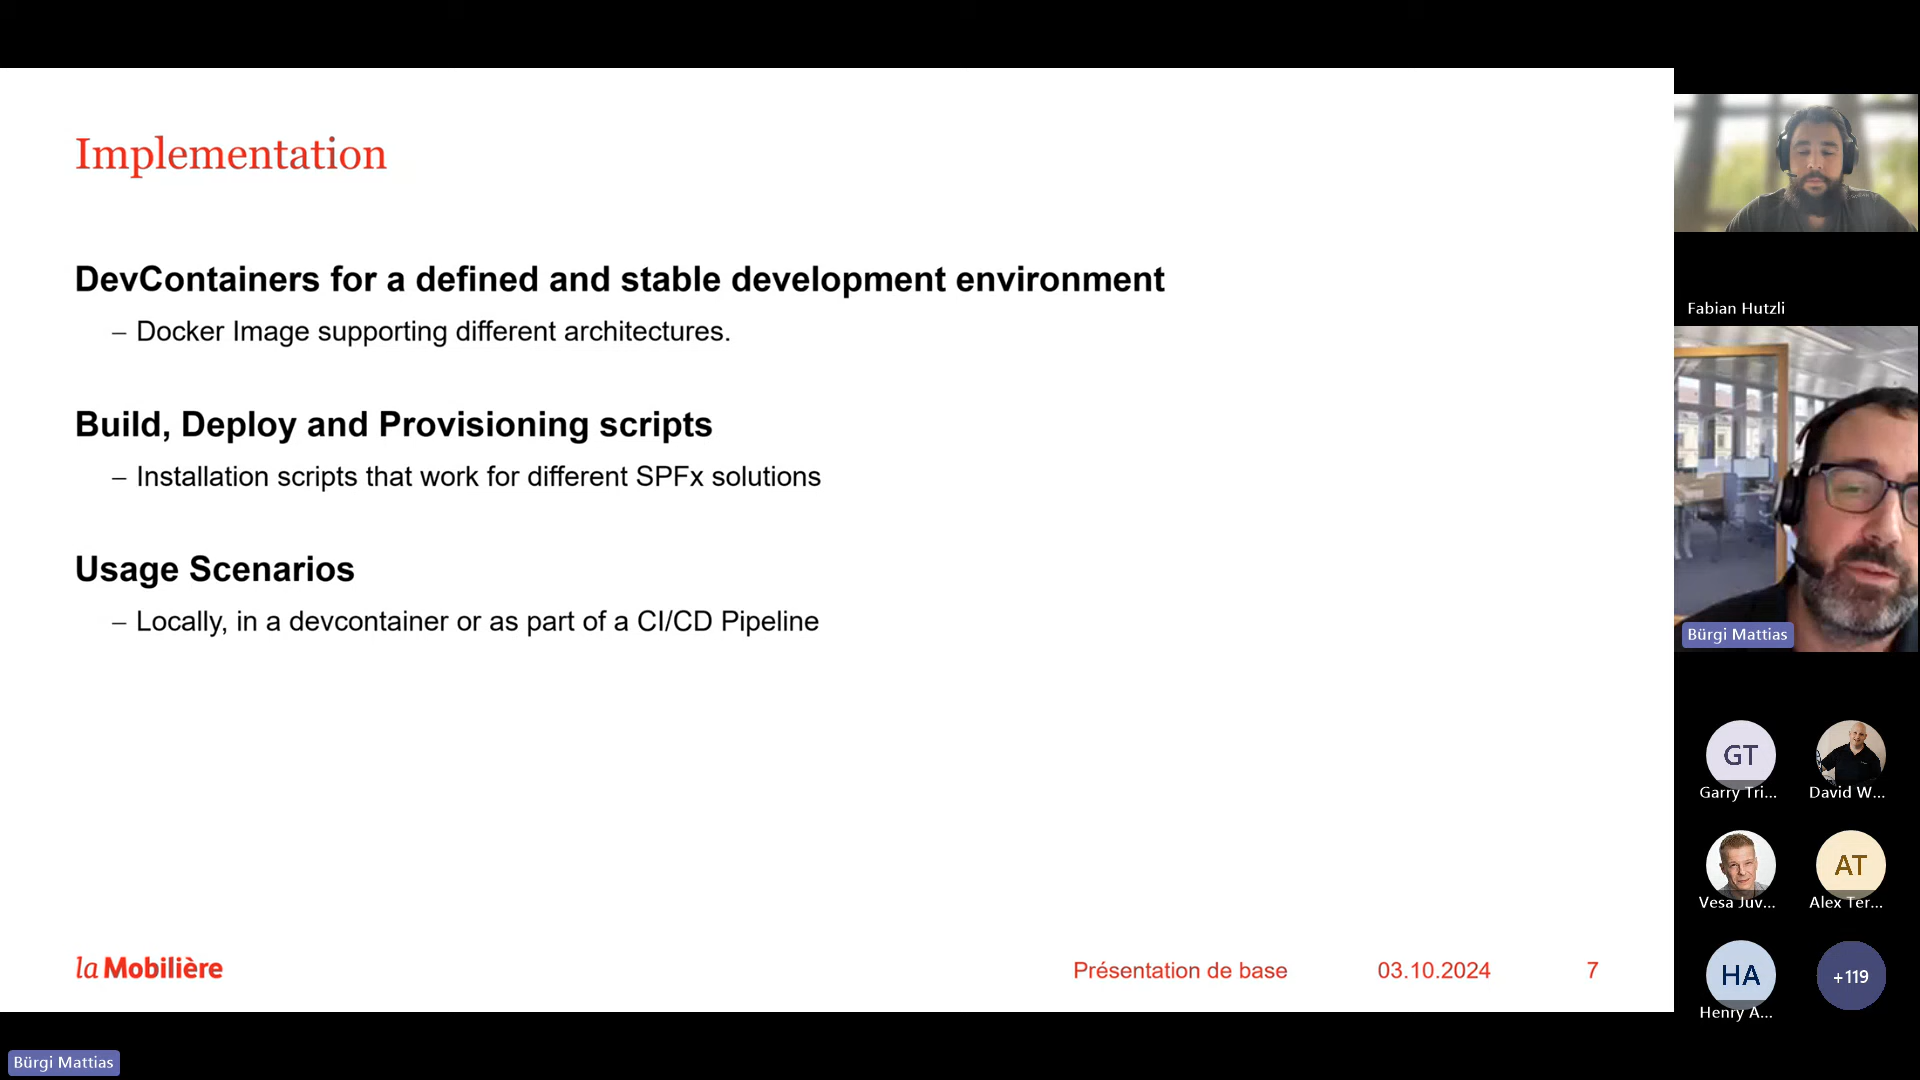 Implementation
DevContainers for a defined and stable development environment
– Docker Image supporting different architectures.
Build, Deploy and Provisioning scripts
– Installation scripts that work for different SPFx solutions
Usage Scenarios
– Locally, in a devcontainer or as part of a CI/CD Pipeline
la Mobilière
Présentation de base
03.10.2024
7
Bürgi Mattias
Fabian Hutzli
Bürgi Mattias
GT
Garry Tri...
David W...
Vesa Juv...
AT
Alex Ter...
HA
Henry A...
+119